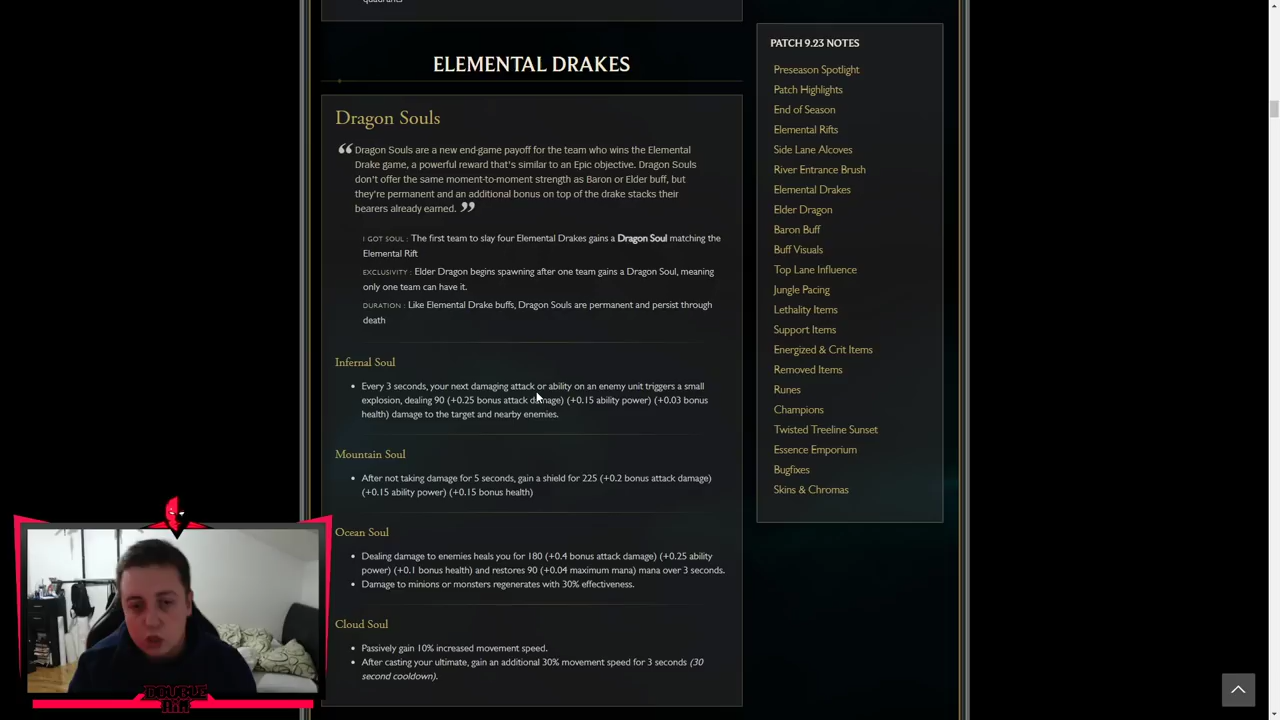 quadrants
ELEMENTAL DRAKES
Dragon Souls
“ Dragon Souls are a new end-game payoff for the team who wins the Elemental
Drake game, a powerful reward that's similar to an Epic objective. Dragon Souls
don't offer the same moment-to-moment strength as Baron or Elder buff, but
they're permanent and an additional bonus on top of the drake stacks their
bearers already earned. ”
I GOT SOUL : The first team to slay four Elemental Drakes gains a Dragon Soul matching the
Elemental Rift
EXCLUSIVITY : Elder Dragon begins spawning after one team gains a Dragon Soul, meaning
only one team can have it.
DURATION : Like Elemental Drake buffs, Dragon Souls are permanent and persist through
death
Infernal Soul
• Every 3 seconds, your next damaging attack or ability on an enemy unit triggers a small
explosion, dealing 90 (+0.25 bonus attack damage) (+0.15 ability power) (+0.03 bonus
health) damage to the target and nearby enemies.
Mountain Soul
• After not taking damage for 5 seconds, gain a shield for 225 (+0.2 bonus attack damage)
(+0.15 ability power) (+0.15 bonus health)
Ocean Soul
• Dealing damage to enemies heals you for 180 (+0.4 bonus attack damage) (+0.25 ability
power) (+0.1 bonus health) and restores 90 (+0.04 maximum mana) mana over 3 seconds.
• Damage to minions or monsters regenerates with 30% effectiveness.
Cloud Soul
• Passively gain 10% increased movement speed.
• After casting your ultimate, gain an additional 30% movement speed for 3 seconds (30
second cooldown).
PATCH 9.23 NOTES
Preseason Spotlight
Patch Highlights
End of Season
Elemental Rifts
Side Lane Alcoves
River Entrance Brush
Elemental Drakes
Elder Dragon
Baron Buff
Buff Visuals
Top Lane Influence
Jungle Pacing
Lethality Items
Support Items
Energized & Crit Items
Removed Items
Runes
Champions
Twisted Treeline Sunset
Essence Emporium
Bugfixes
Skins & Chromas